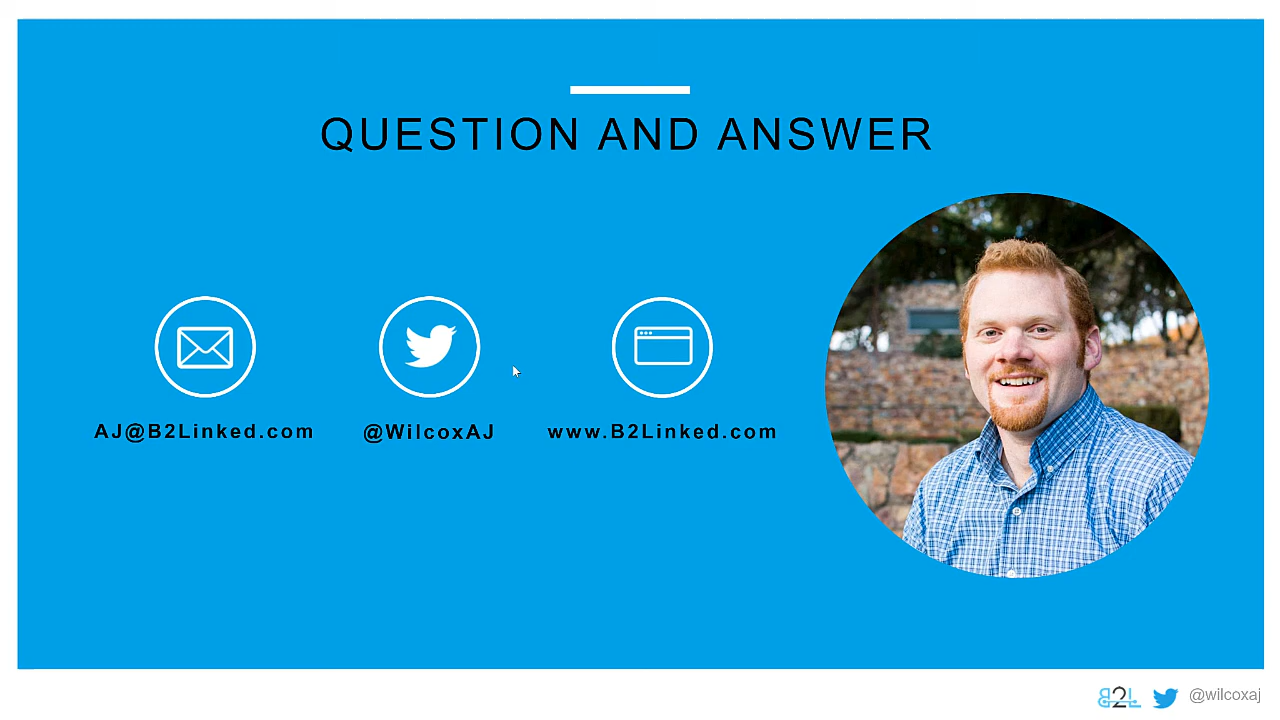 QUESTION AND ANSWER
AJ@B2Linked.com
@WilcoxAJ
www.B2Linked.com
B2L
@wilcoxaj